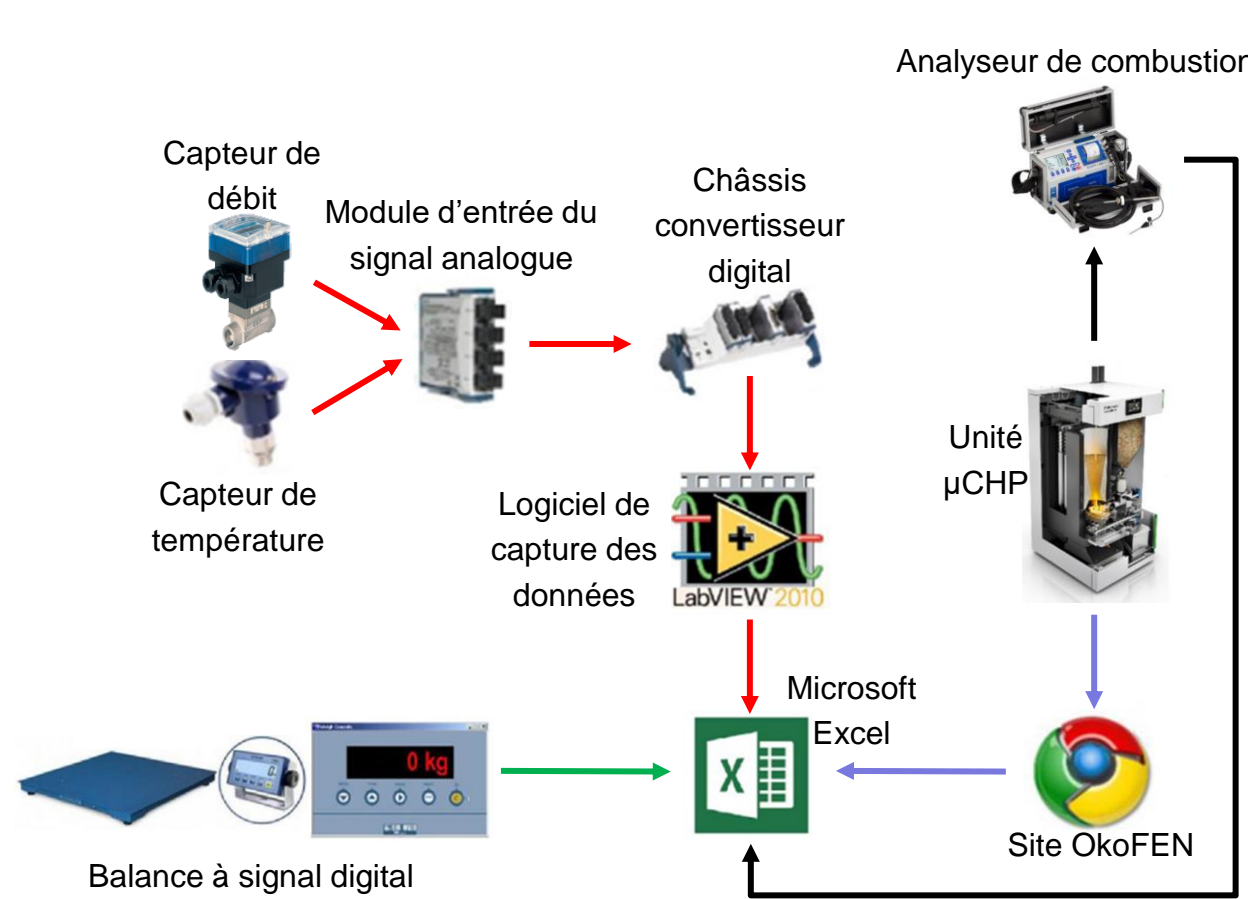 Analyseur de combustion
Capteur de
débit
Module d’entrée du
signal analogue
Châssis
convertisseur
digital
Capteur de
température
Logiciel de
capture des
données
LabVIEW 2010
Unité
µCHP
Microsoft
Excel
X
0 kg
Site OkoFEN
Balance à signal digital